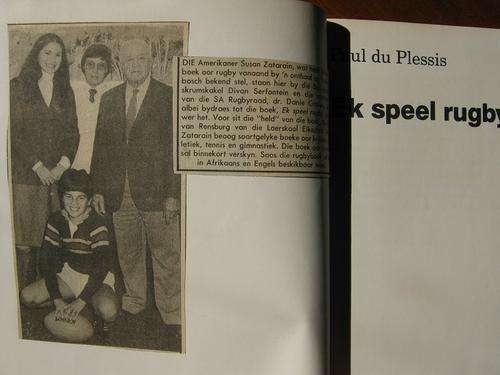 DIE Amerikaner Susan Zatarain, wat
boek oor rugby vanaand by 'n onthaal
bosch bekend stel, staan hier by die
skrumskakel Divan Serfontein en die
van die SA Rugbyraad, dr. Danie
albei bydraes tot die boek, Ek speel
wer het. Voor sit die "held" van die boek,
van Rensburg van die Laerskool
Zatarain beoog soortgelyke boeke oor
letiek, tennis en gimnastiek. Die boek
sal binnekort verskyn. Soos die rugbyboek
in Afrikaans en Engels beskikbaar
Paul du Plessis
Ek speel rugby